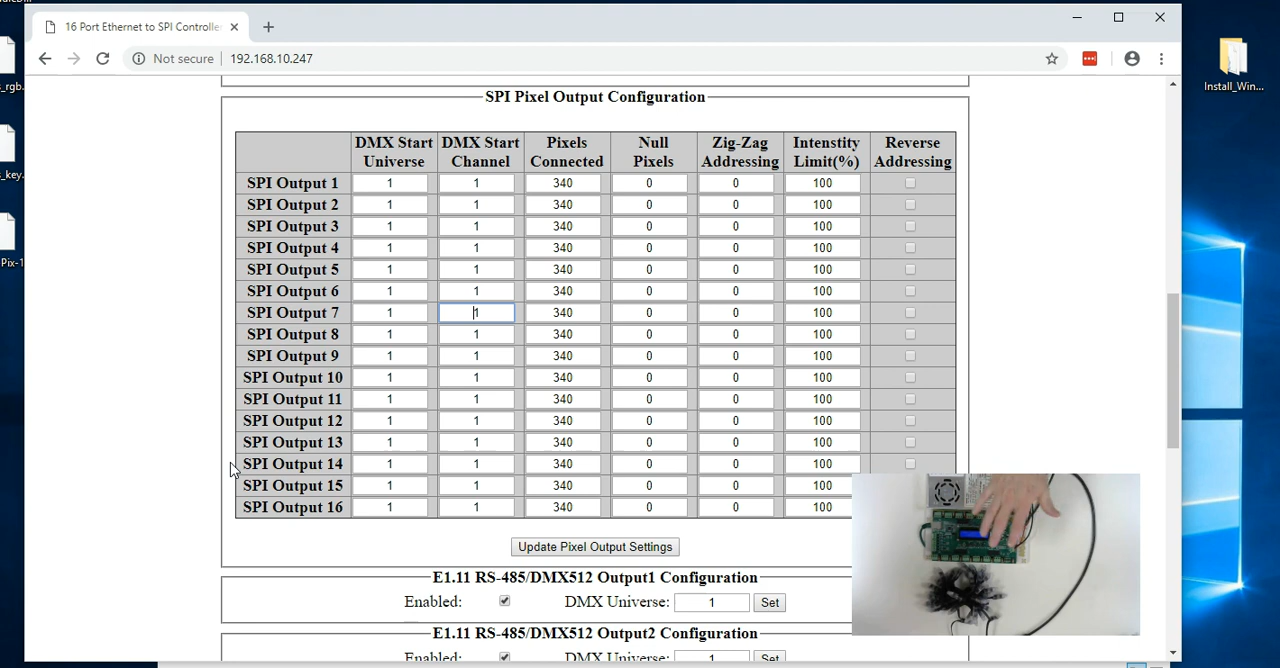 16 Port Ethernet to SPI Controlle
Not secure 192.168.10.247
Install_Win...
s_rgb.
s_key.
Pix-1
SPI Pixel Output Configuration
DMX Start Universe DMX Start Channel Pixels Connected Null Pixels Zig-Zag Addressing Intenstity Limit(%) Reverse Addressing
SPI Output 1 1 1 340 0 0 100
SPI Output 2 1 1 340 0 0 100
SPI Output 3 1 1 340 0 0 100
SPI Output 4 1 1 340 0 0 100
SPI Output 5 1 1 340 0 0 100
SPI Output 6 1 1 340 0 0 100
SPI Output 7 1 1 340 0 0 100
SPI Output 8 1 1 340 0 0 100
SPI Output 9 1 1 340 0 0 100
SPI Output 10 1 1 340 0 0 100
SPI Output 11 1 1 340 0 0 100
SPI Output 12 1 1 340 0 0 100
SPI Output 13 1 1 340 0 0 100
SPI Output 14 1 1 340 0 0 100
SPI Output 15 1 1 340 0 0 100
SPI Output 16 1 1 340 0 0 100
Update Pixel Output Settings
E1.11 RS-485/DMX512 Output1 Configuration
Enabled: DMX Universe: 1 Set
E1.11 RS-485/DMX512 Output2 Configuration
Enabled: DMX Universe: 1 Set